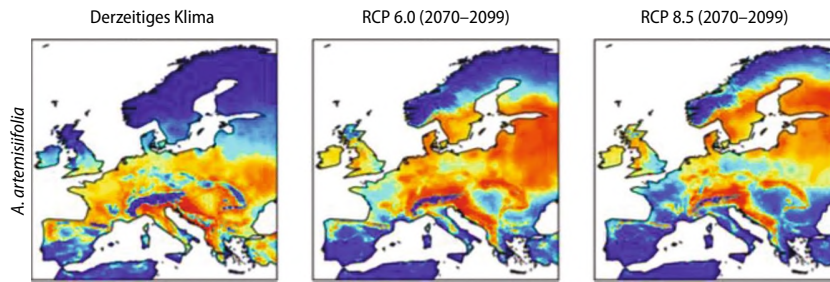 Derzeitiges Klima
RCP 6.0 (2070–2099)
RCP 8.5 (2070–2099)
A. artemisiifolia